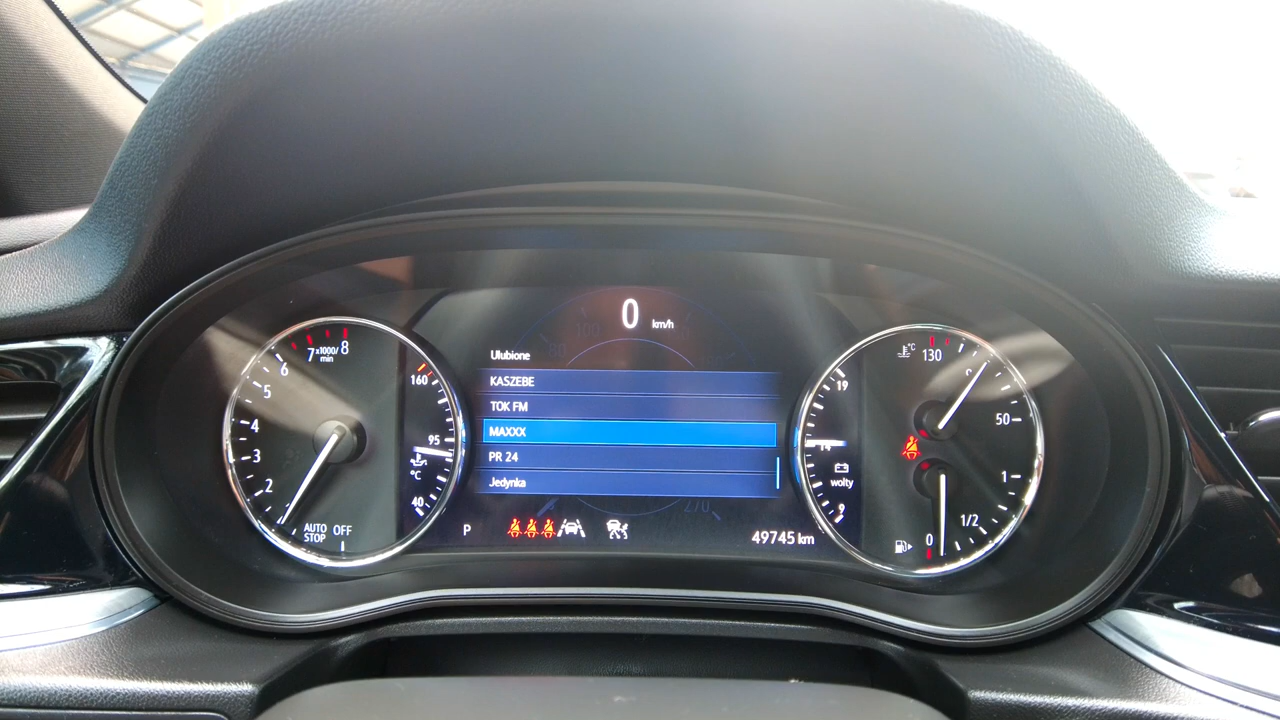 0 km/h
Ulubione
KASZEBE
TOK FM
MAXXX
PR 24
Jedynka
P
49745 km
8
7 x1000/min
6
5
4
3
2
AUTO STOP OFF
160
95
°C
40
19
14
wolty
9
°C
130
50
1
1/2
0
270